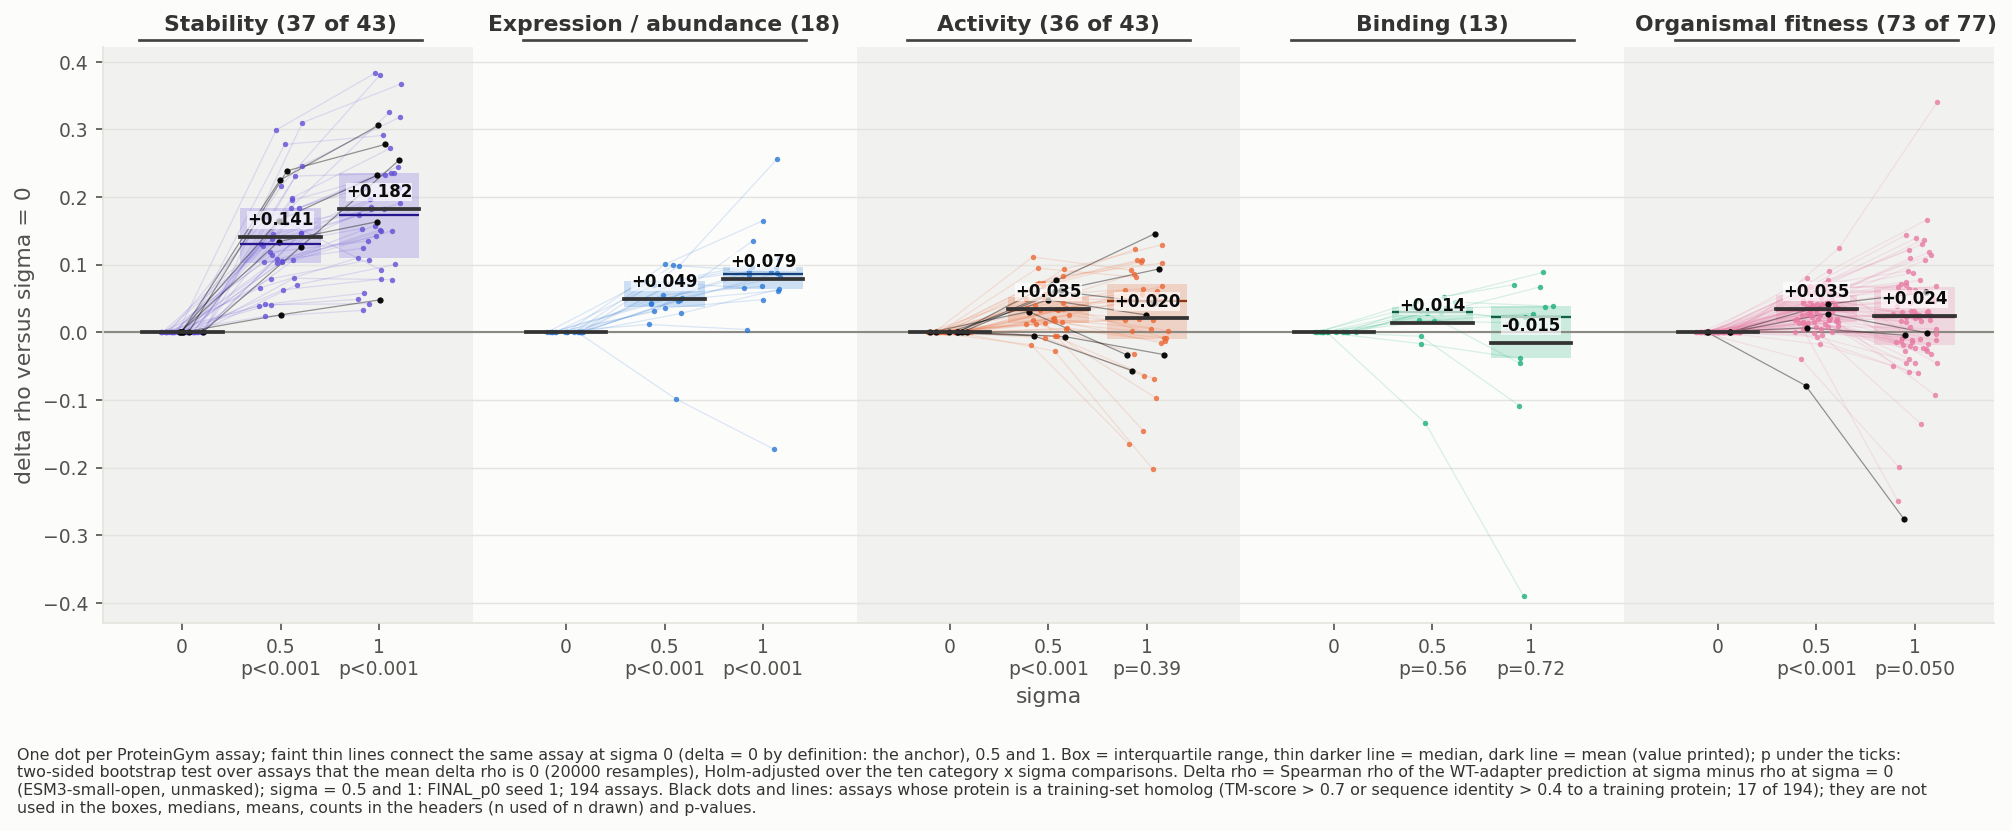 Stability (37 of 43)
Expression / abundance (18)
Activity (36 of 43)
Binding (13)
Organismal fitness (73 of 77)
delta rho versus sigma = 0
0.4
0.3
0.2
0.1
0.0
−0.1
−0.2
−0.3
−0.4
+0.141
+0.182
+0.049
+0.079
+0.035
+0.020
+0.014
-0.015
+0.035
+0.024
0 0.5 1
p<0.001 p<0.001
0 0.5 1
p<0.001 p<0.001
0 0.5 1
p<0.001 p=0.39
0 0.5 1
p=0.56 p=0.72
0 0.5 1
p<0.001 p=0.050
sigma
One dot per ProteinGym assay; faint thin lines connect the same assay at sigma 0 (delta = 0 by definition: the anchor), 0.5 and 1. Box = interquartile range, thin darker line = median, dark line = mean (value printed); p under the ticks:
two-sided bootstrap test over assays that the mean delta rho is 0 (20000 resamples), Holm-adjusted over the ten category x sigma comparisons. Delta rho = Spearman rho of the WT-adapter prediction at sigma minus rho at sigma = 0
(ESM3-small-open, unmasked); sigma = 0.5 and 1: FINAL_p0 seed 1; 194 assays. Black dots and lines: assays whose protein is a training-set homolog (TM-score > 0.7 or sequence identity > 0.4 to a training protein; 17 of 194); they are not
used in the boxes, medians, means, counts in the headers (n used of n drawn) and p-values.